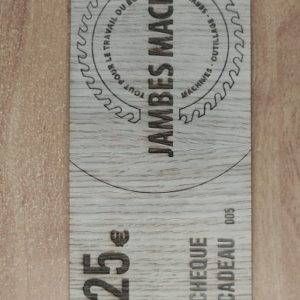 TOUT POUR LE TRAVAIL DU B
JAMBES MAC
MACHINES - OUTILLAGE
25€
CHEQUE
CADEAU
005